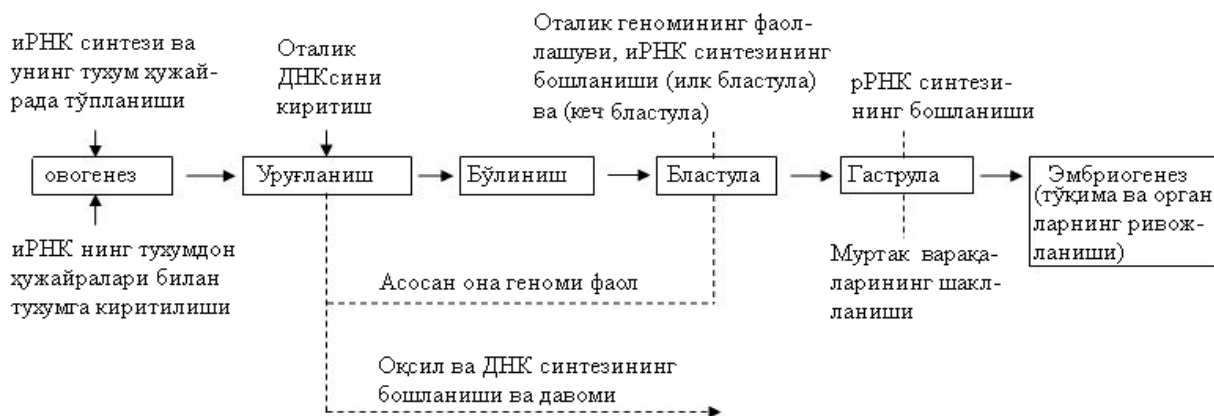 иРНК синтези ва
унинг тухум ҳужай-
рада тўпланиши
Оталик
ДНКсини
киритиш
Оталик геномининг фаол-
лашуви, иРНК синтезининг
бошланиши (илк бластула)
ва (кеч бластула)
рРНК синтези-
нинг бошланиши
овогенез
Уруғланиш
Бўлиниш
Бластула
Гаструла
Эмбриогенез
(тўқима ва орган
ларнинг ривож-
ланиши)
иРНК нинг тухумдон
ҳужайралари билан
тухумга киритилиши
Асосан она геноми фаол
Муртак варақа-
ларининг шакл-
ланиши
Оқсил ва ДНК синтезининг
бошланиши ва давоми